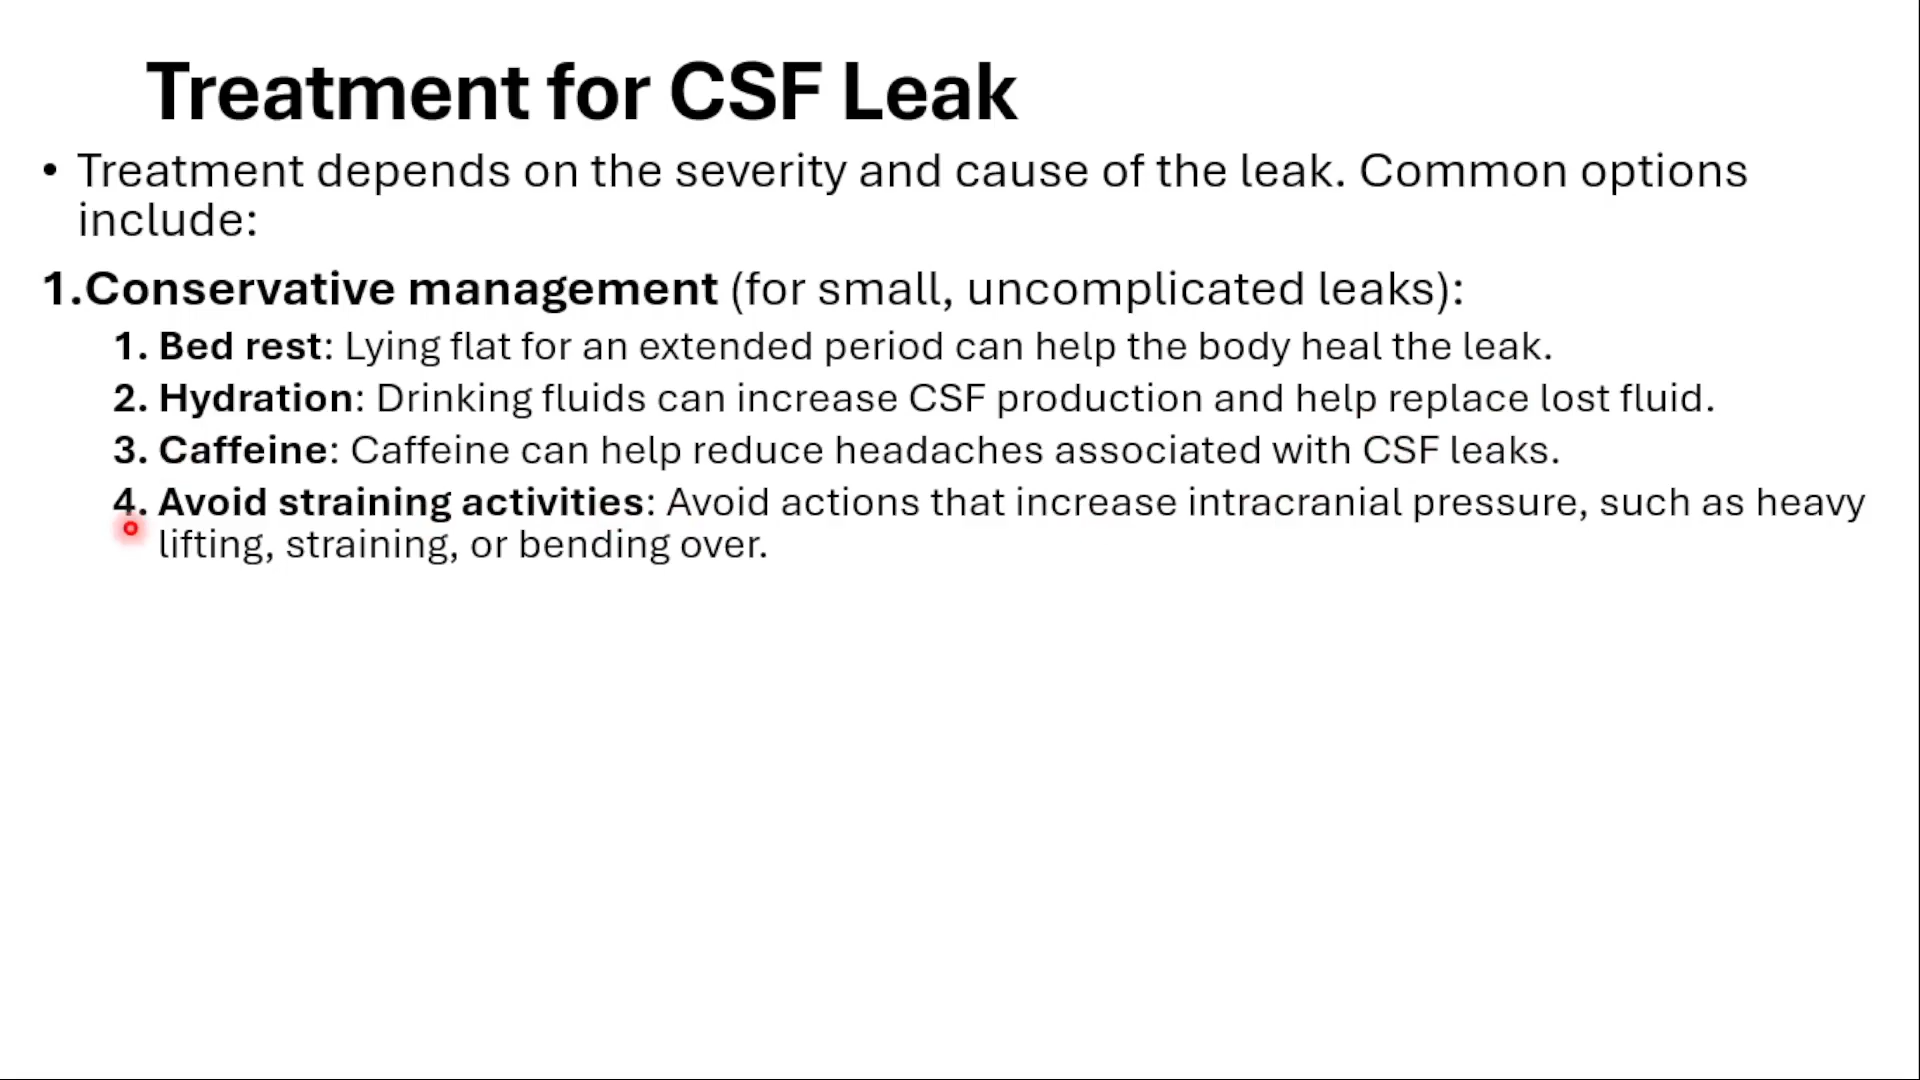 Treatment for CSF Leak
• Treatment depends on the severity and cause of the leak. Common options
include:
1.Conservative management (for small, uncomplicated leaks):
1. Bed rest: Lying flat for an extended period can help the body heal the leak.
2. Hydration: Drinking fluids can increase CSF production and help replace lost fluid.
3. Caffeine: Caffeine can help reduce headaches associated with CSF leaks.
4. Avoid straining activities: Avoid actions that increase intracranial pressure, such as heavy
lifting, straining, or bending over.